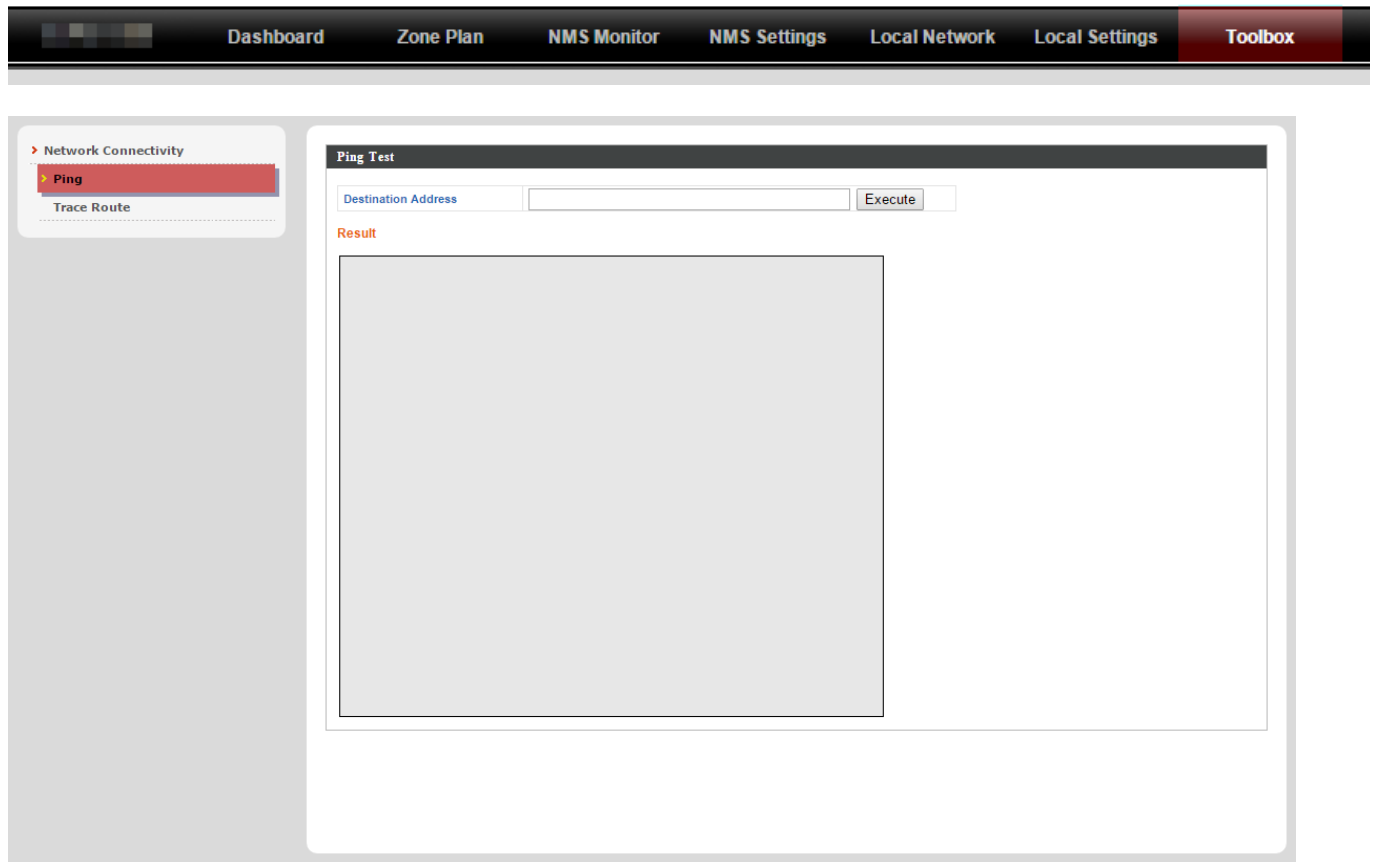 Dashboard Zone Plan NMS Monitor NMS Settings Local Network Local Settings Toolbox
Network Connectivity
Ping
Trace Route
Ping Test
Destination Address Execute
Result